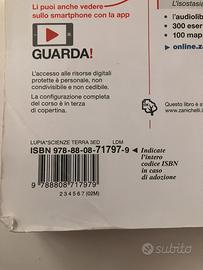 Li puoi anche vedere
sullo smartphone con la app
GUARDA!
L'accesso alle risorse digitali
protette è personale, non
condivisibile e non cedibile.
La configurazione completa
del corso è in terza
di copertina.
l'Isostasia
• l'audiolib
• 300 eser
• 100 map
online.z
Questo libro è s
www.zanichelli.
LUPIA*SCIENZE TERRA 3ED LDM
ISBN 978-88-08-71797-9
9 788808 717979
2 3 4 5 6 7 (02M)
Indicate
l'intero
codice ISBN
in caso
di adozione
subito